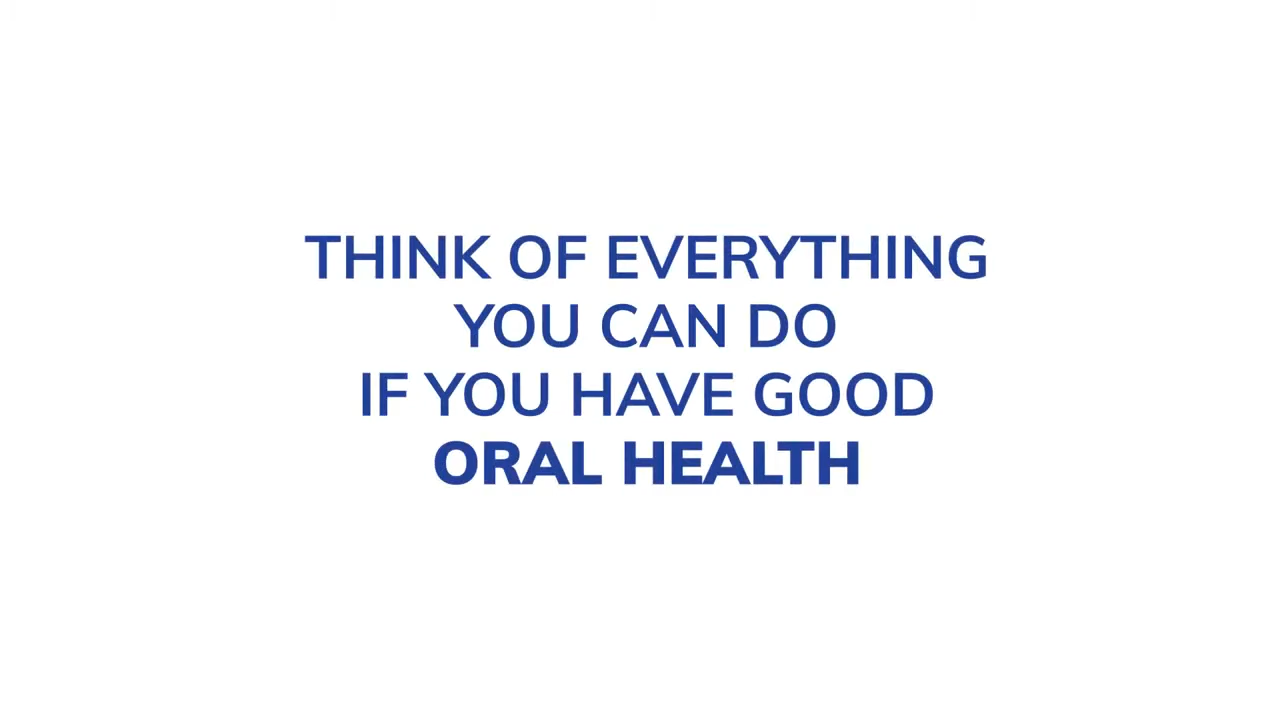 THINK OF EVERYTHING
YOU CAN DO
IF YOU HAVE GOOD
ORAL HEALTH